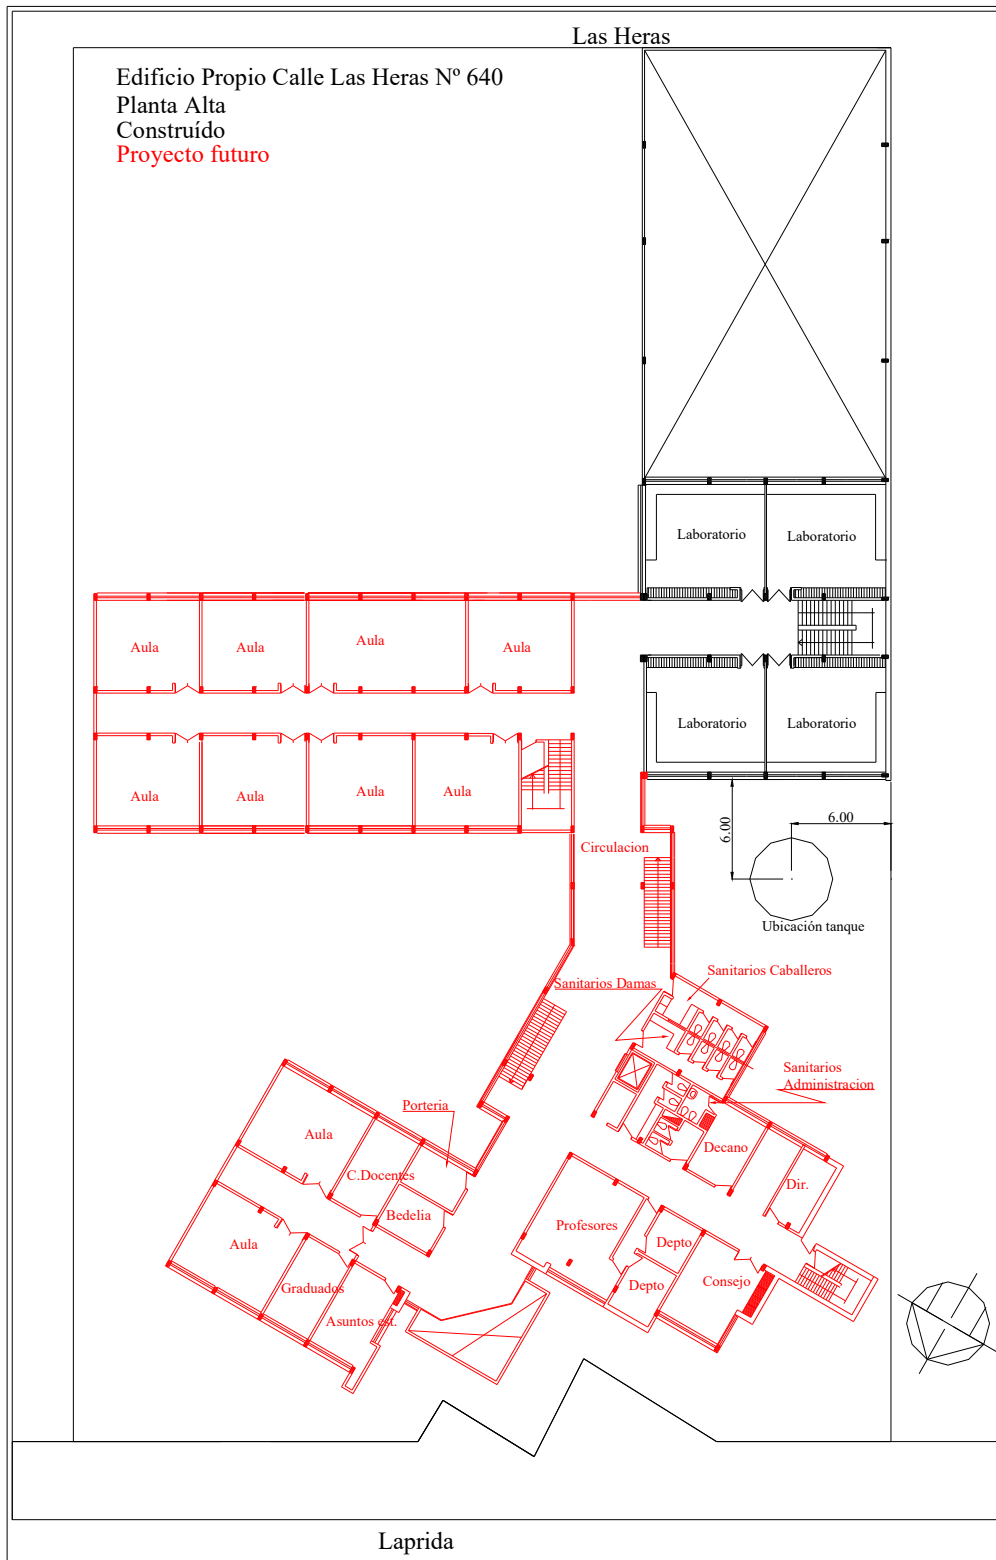 Las Heras
Edificio Propio Calle Las Heras Nº 640
Planta Alta
Construído
Proyecto futuro
Laboratorio
Laboratorio
Aula
Aula
Aula
Aula
Laboratorio
Laboratorio
Aula
Aula
Aula
Aula
6.00
6.00
Circulacion
Ubicación tanque
Sanitarios Caballeros
Sanitarios Damas
Sanitarios
Administracion
Porteria
Aula
Decano
C.Docentes
Dir.
Bedelia
Profesores
Aula
Depto
Graduados
Depto
Consejo
Asuntos est.
Laprida